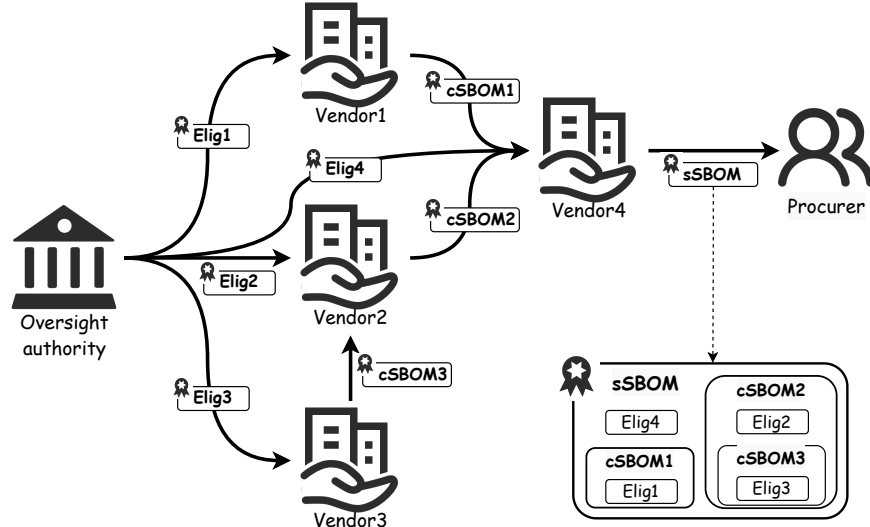 Vendor1
cSBOM1
Elig1
Elig4
sSBOM
Vendor4
Procurer
cSBOM2
Elig2
Oversight
authority
Vendor2
cSBOM3
Elig3
Vendor3
sSBOM
Elig4
cSBOM1
Elig1
cSBOM2
Elig2
cSBOM3
Elig3